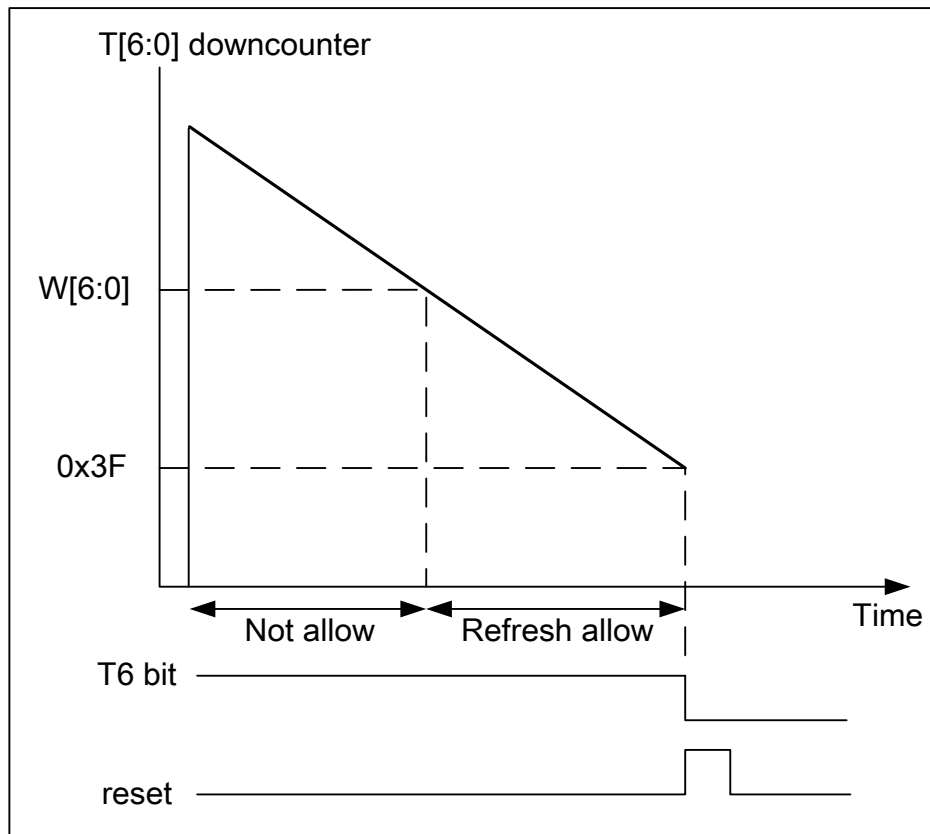 T[6:0] downcounter
W[6:0]
0x3F
Time
Not allow
Refresh allow
T6 bit
reset